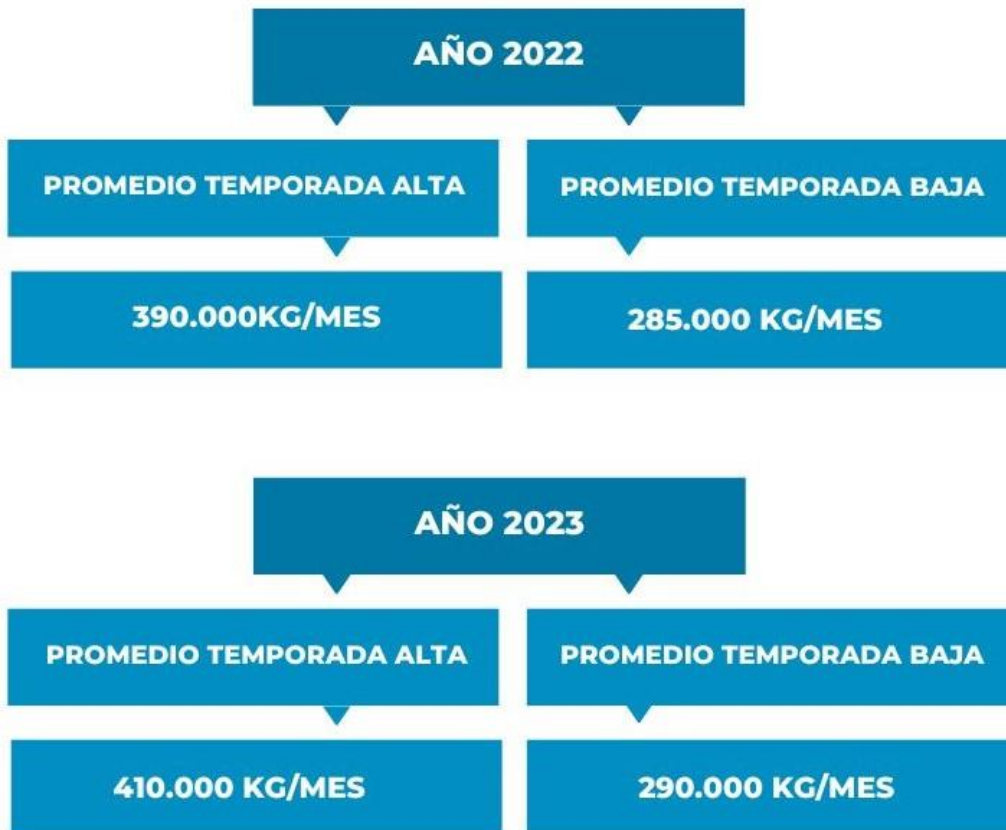 AÑO 2022
PROMEDIO TEMPORADA ALTA
PROMEDIO TEMPORADA BAJA
390.000KG/MES
285.000 KG/MES
AÑO 2023
PROMEDIO TEMPORADA ALTA
PROMEDIO TEMPORADA BAJA
410.000 KG/MES
290.000 KG/MES